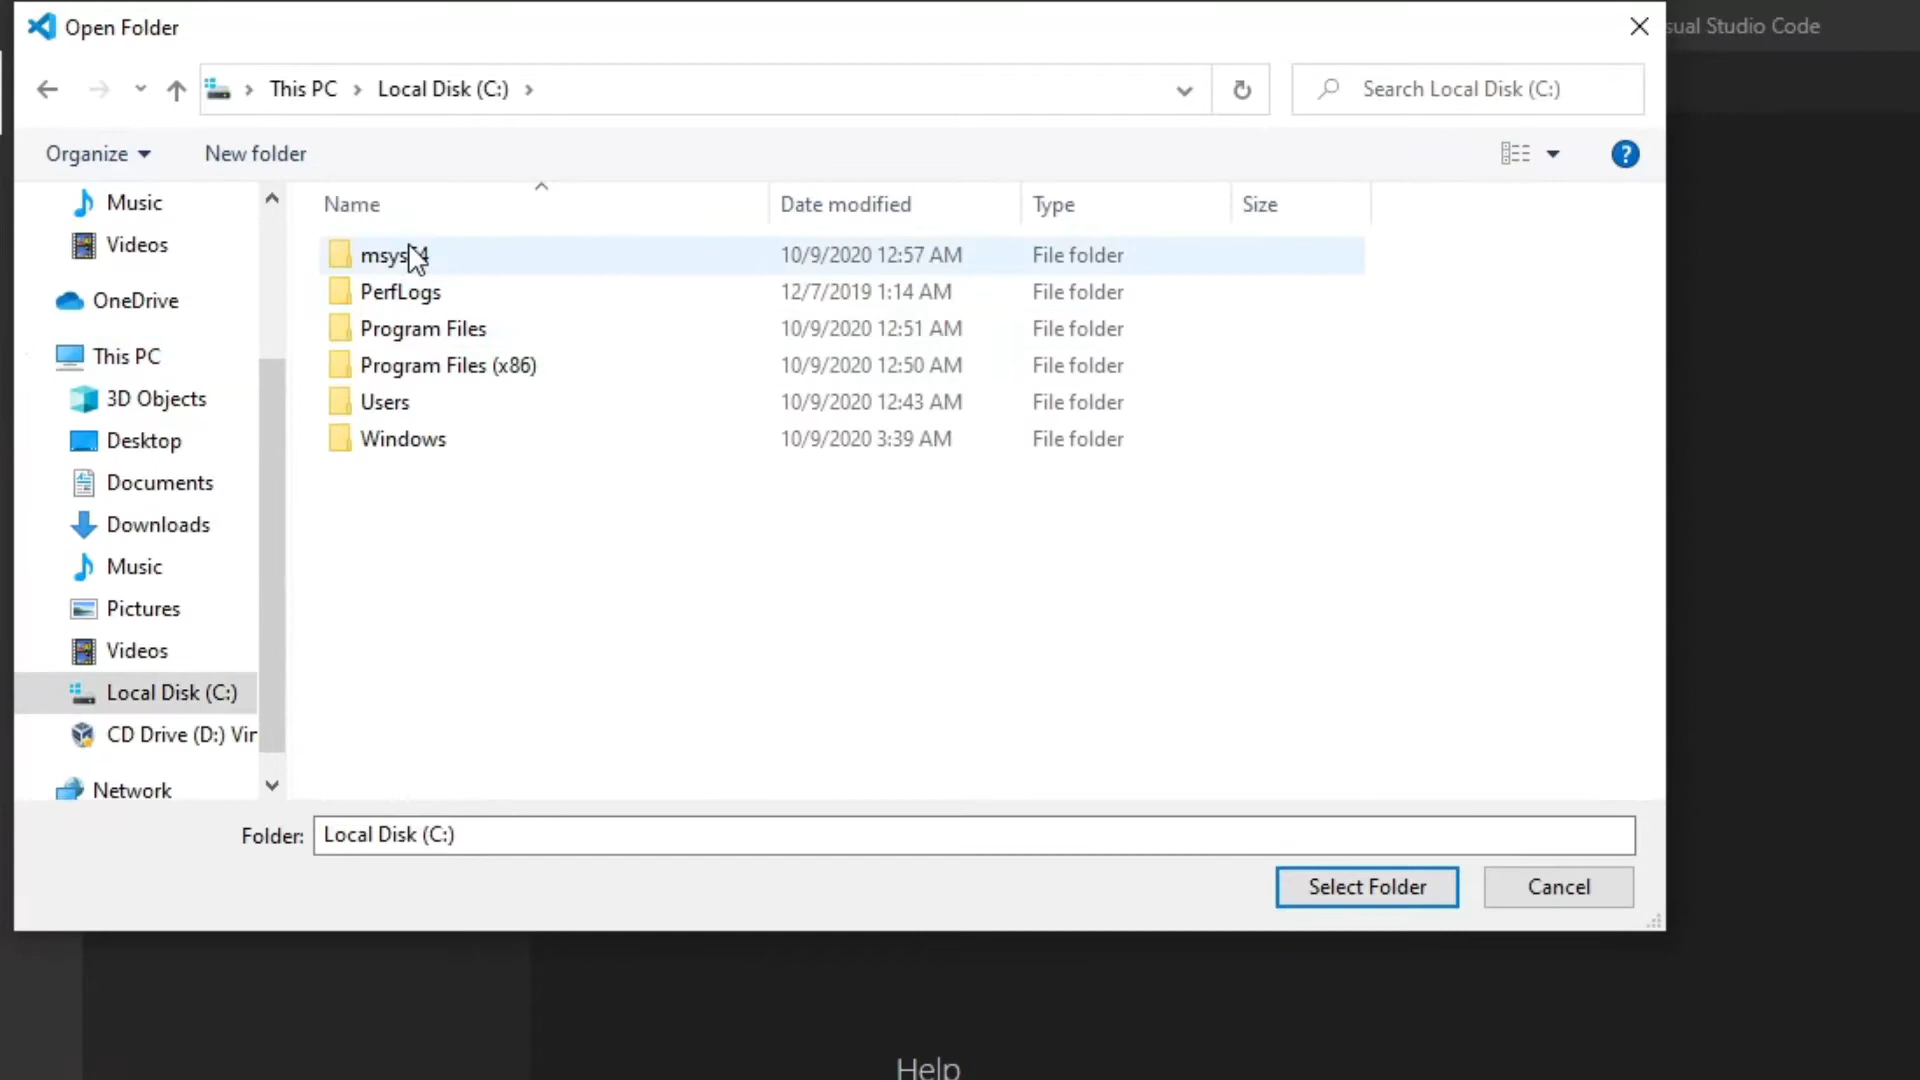 Open Folder
sual Studio Code
This PC
Local Disk (C:)
Search Local Disk (C:)
Organize
New folder
?
Music
Videos
OneDrive
This PC
3D Objects
Desktop
Documents
Downloads
Music
Pictures
Videos
Local Disk (C:)
CD Drive (D:) Vir
Network
Name Date modified Type Size
msys64 10/9/2020 12:57 AM File folder
PerfLogs 12/7/2019 1:14 AM File folder
Program Files 10/9/2020 12:51 AM File folder
Program Files (x86) 10/9/2020 12:50 AM File folder
Users 10/9/2020 12:43 AM File folder
Windows 10/9/2020 3:39 AM File folder
Folder: Local Disk (C:)
Select Folder
Cancel
Help